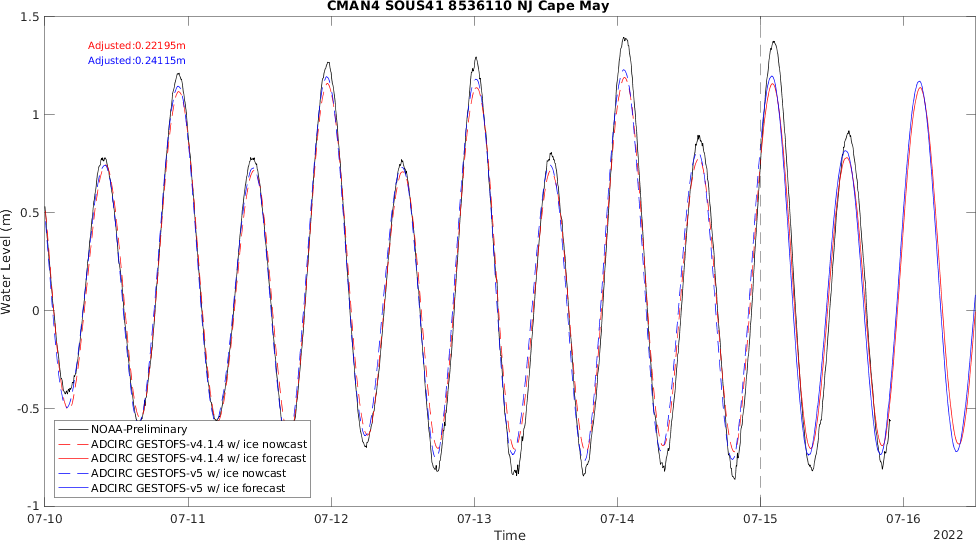 CMAN4 SOUS41 8536110 NJ Cape May
Adjusted:0.22195m
Adjusted:0.24115m
1.5
1
0.5
0
-0.5
-1
Water Level (m)
NOAA-Preliminary
ADCIRC GESTOFS-v4.1.4 w/ ice nowcast
ADCIRC GESTOFS-v4.1.4 w/ ice forecast
ADCIRC GESTOFS-v5 w/ ice nowcast
ADCIRC GESTOFS-v5 w/ ice forecast
07-10 07-11 07-12 07-13 07-14 07-15 07-16
Time
2022